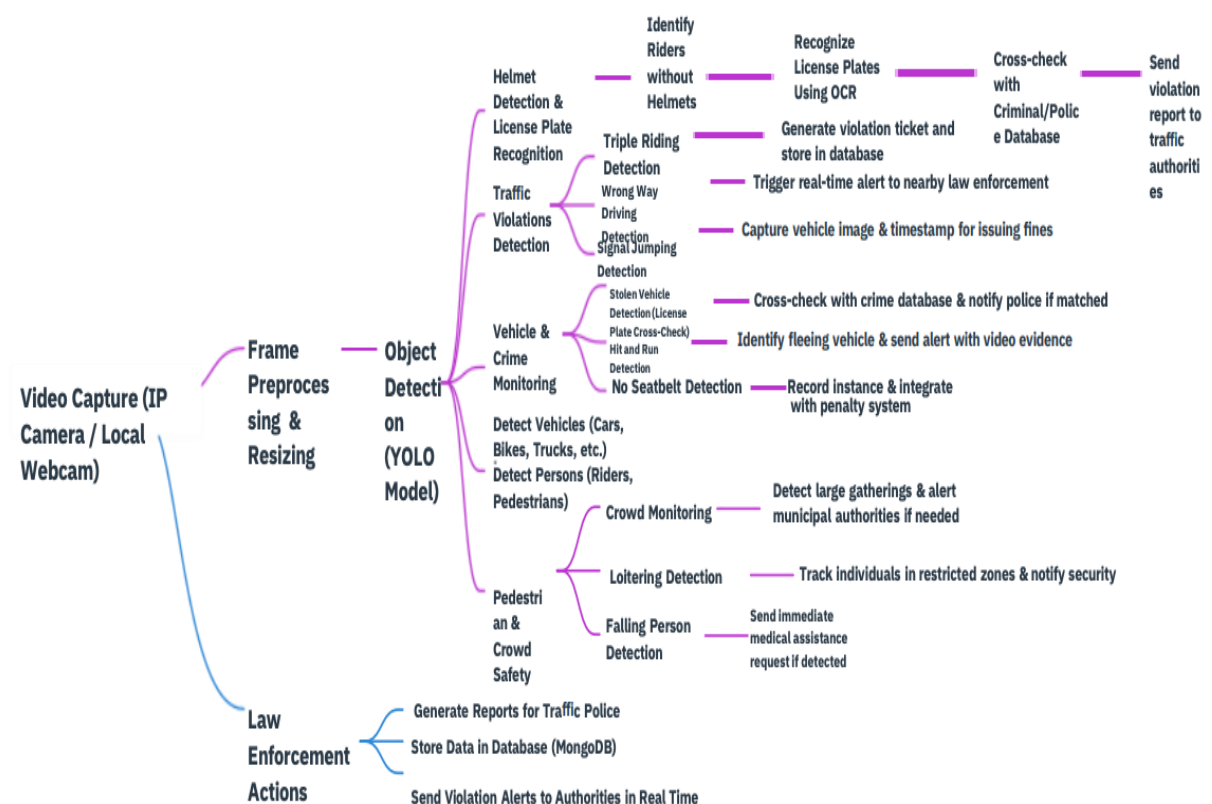 Video Capture (IP
Camera / Local
Webcam)
Frame
Preproces
sing &
Resizing
Object
Detecti
on
(YOLO
Model)
Helmet
Detection &
License Plate
Recognition
Identify
Riders
without
Helmets
Recognize
License Plates
Using OCR
Cross-check
with
Criminal/Polic
e Database
Send
violation
report to
traffic
authoriti
es
Traffic
Violations
Detection
Triple Riding
Detection
Generate violation ticket and
store in database
Wrong Way
Driving
Detection
Trigger real-time alert to nearby law enforcement
Signal Jumping
Detection
Capture vehicle image & timestamp for issuing fines
Vehicle &
Crime
Monitoring
Stolen Vehicle
Detection (License
Plate Cross-Check)
Cross-check with crime database & notify police if matched
Hit and Run
Detection
Identify fleeing vehicle & send alert with video evidence
No Seatbelt Detection
Record instance & integrate
with penalty system
Detect Vehicles (Cars,
Bikes, Trucks, etc.)
Detect Persons (Riders,
Pedestrians)
Pedestri
an &
Crowd
Safety
Crowd Monitoring
Detect large gatherings & alert
municipal authorities if needed
Loitering Detection
Track individuals in restricted zones & notify security
Falling Person
Detection
Send immediate
medical assistance
request if detected
Law
Enforcement
Actions
Generate Reports for Traffic Police
Store Data in Database (MongoDB)
Send Violation Alerts to Authorities in Real Time